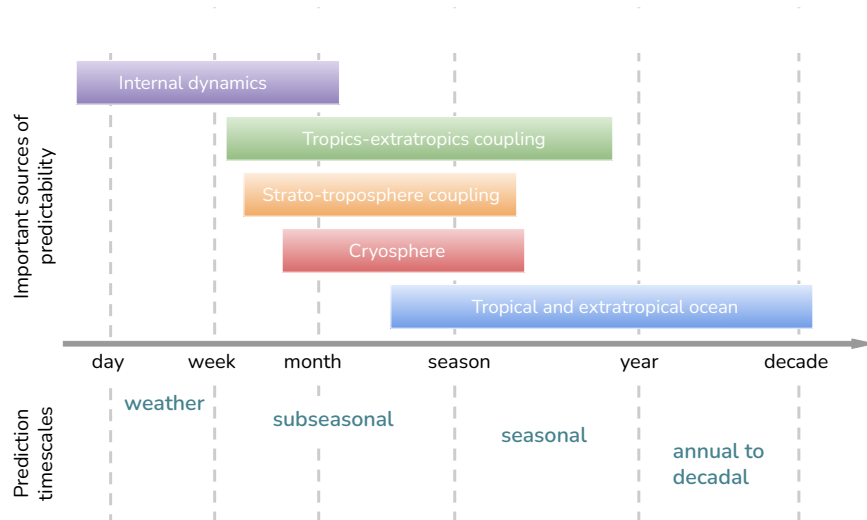 Important sources of
predictability
Internal dynamics
Tropics-extratropics coupling
Strato-troposphere coupling
Cryosphere
Tropical and extratropical ocean
day week month season year decade
Prediction
timescales
weather
subseasonal
seasonal
annual to
decadal